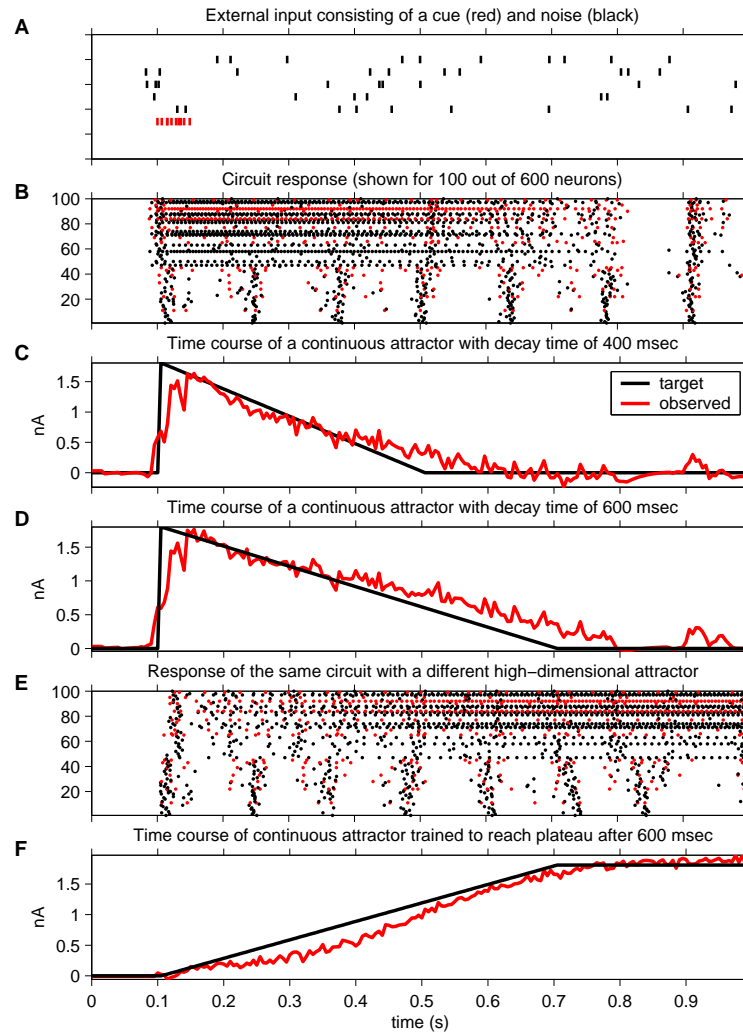 A
External input consisting of a cue (red) and noise (black)
B
Circuit response (shown for 100 out of 600 neurons)
100
80
60
40
20
C
Time course of a continuous attractor with decay time of 400 msec
target
observed
1.5
1
0.5
0
nA
D
Time course of a continuous attractor with decay time of 600 msec
1.5
1
0.5
0
nA
E
Response of the same circuit with a different high−dimensional attractor
100
80
60
40
20
F
Time course of continuous attractor trained to reach plateau after 600 msec
1.5
1
0.5
0
nA
0 0.1 0.2 0.3 0.4 0.5 0.6 0.7 0.8 0.9
time (s)